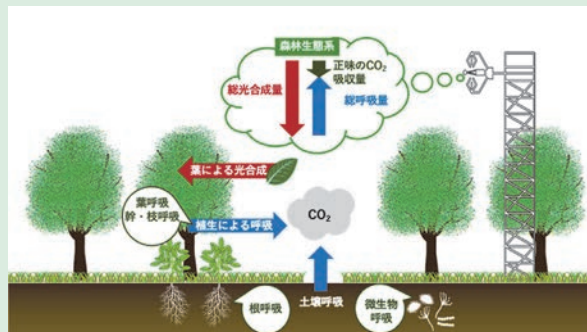 森林生態系
正味のCO₂
吸収量
総光合成量
総呼吸量
葉による光合成
葉呼吸
幹・枝呼吸
植生による呼吸
CO₂
根呼吸
土壌呼吸
微生物
呼吸